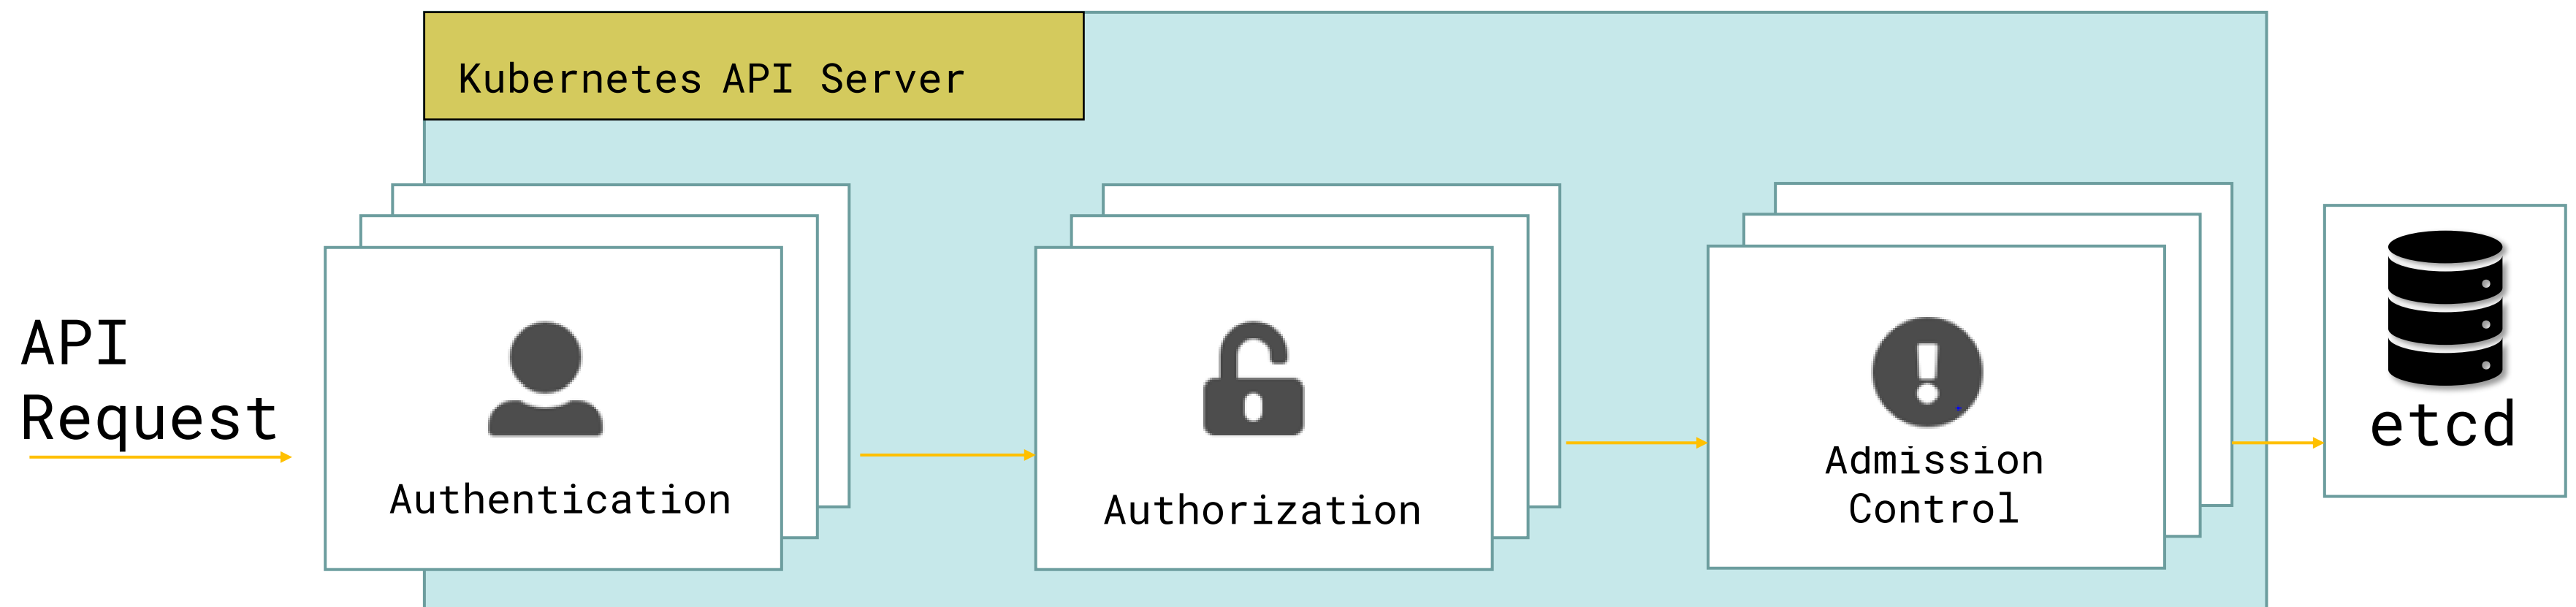 Kubernetes API Server
API
Request
Authentication
Authorization
Admission
Control
etcd